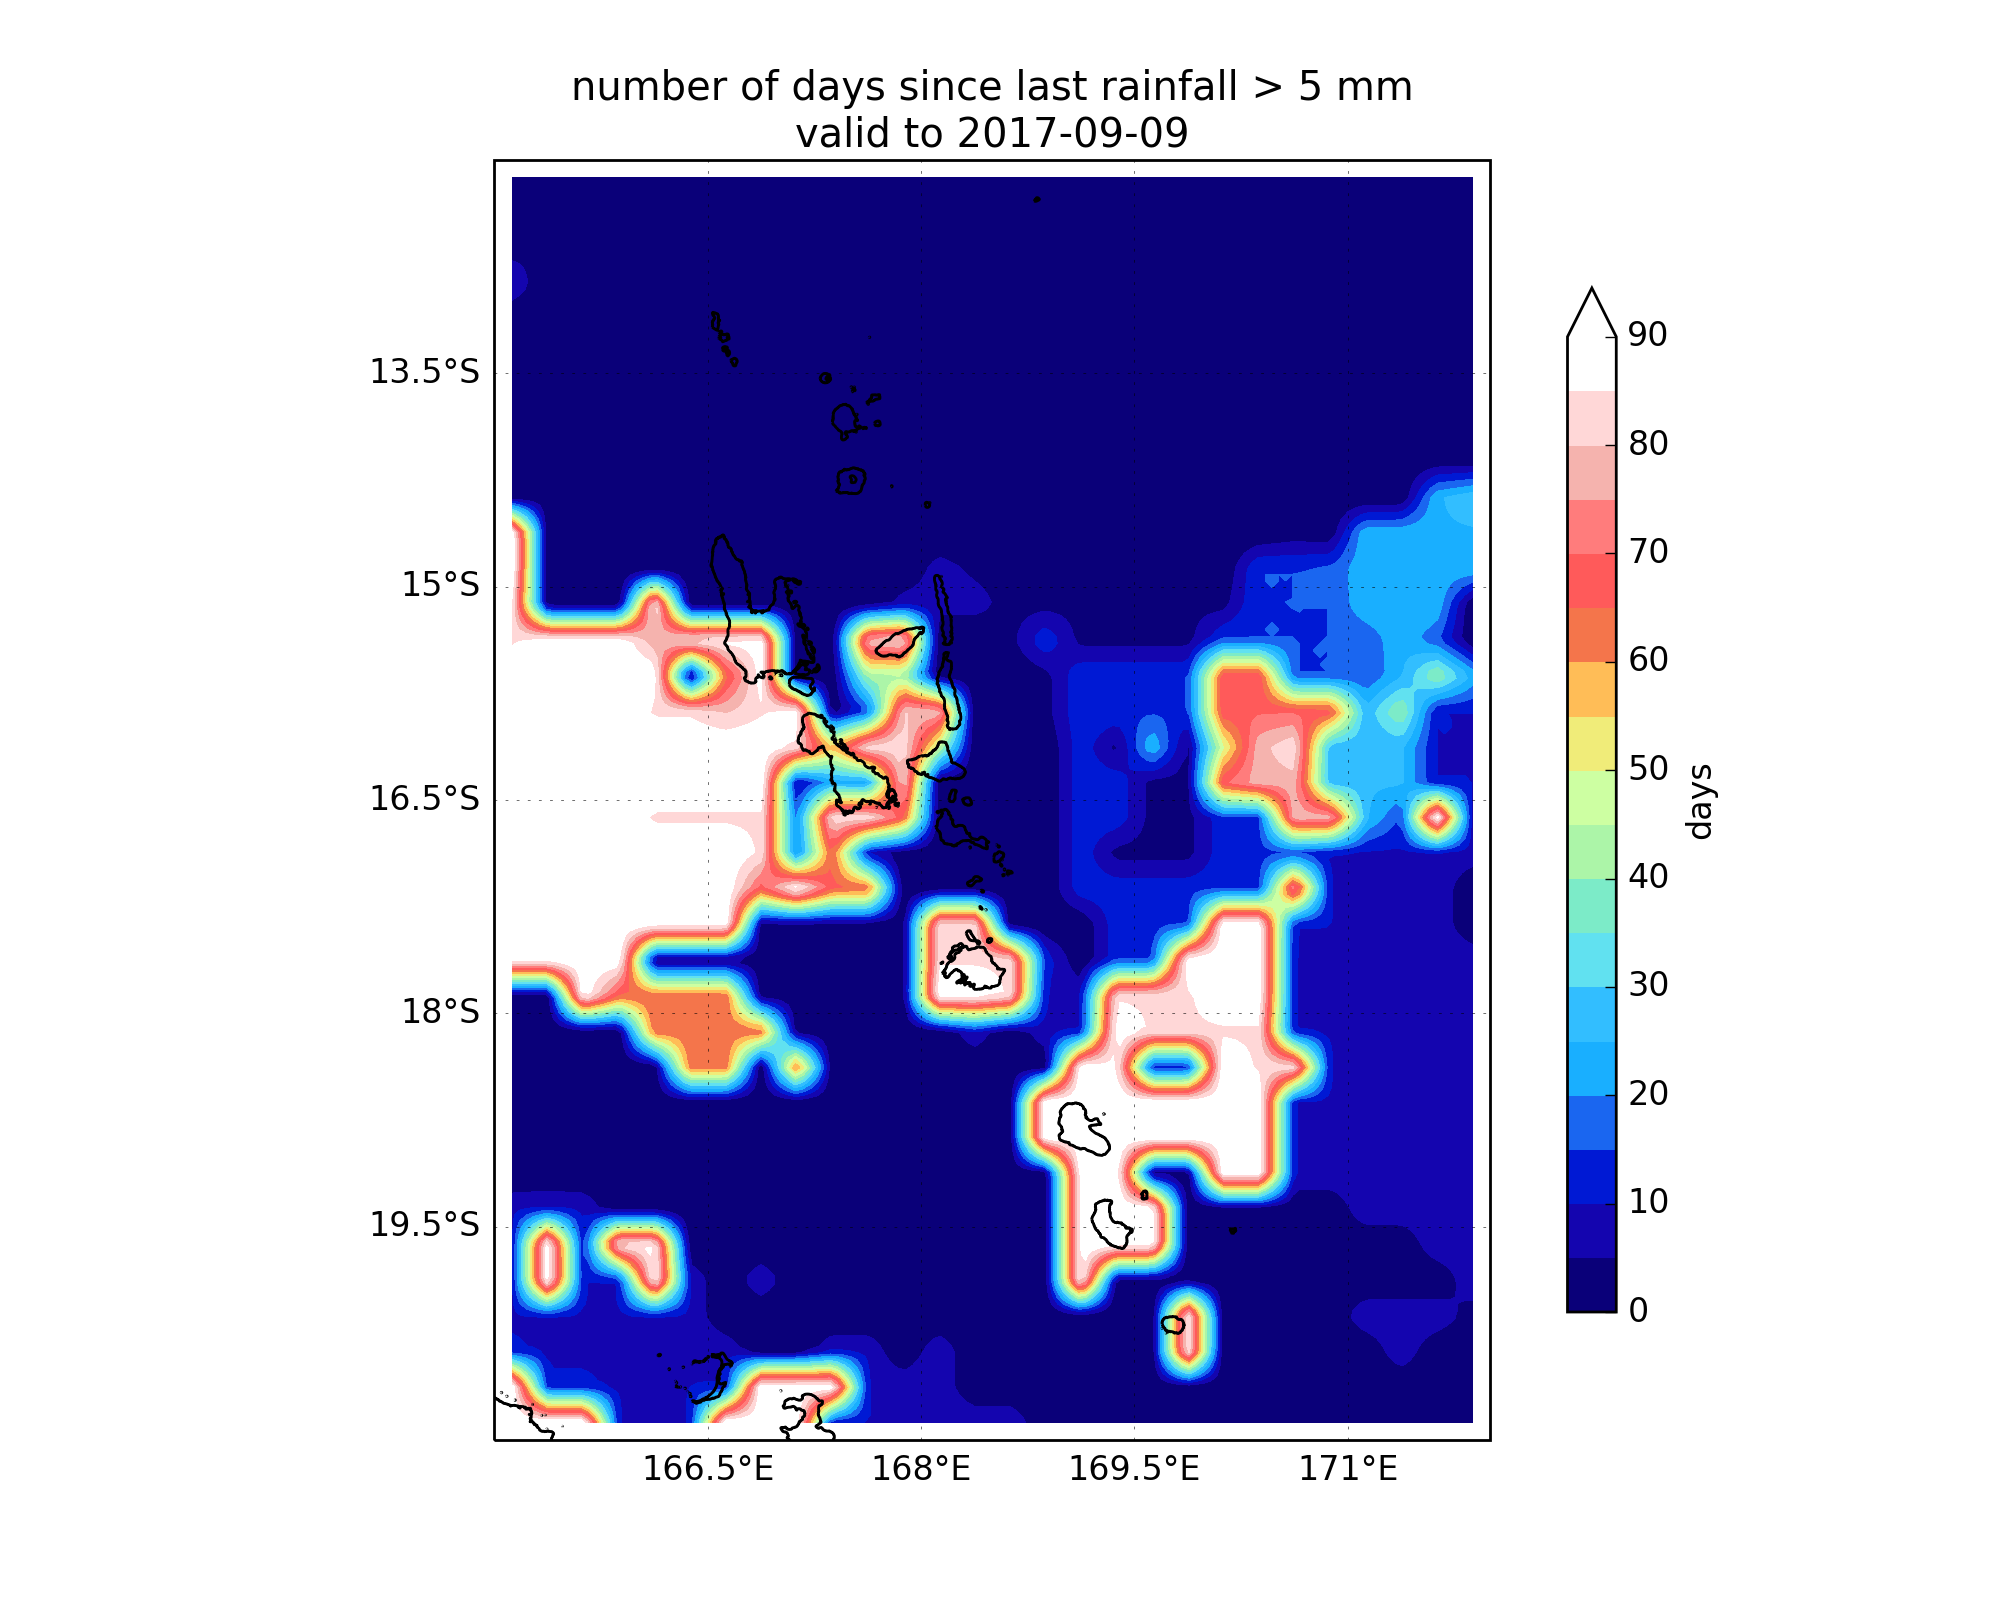 number of days since last rainfall > 5 mm
valid to 2017-09-09
13.5°S
15°S
16.5°S
18°S
19.5°S
166.5°E
168°E
169.5°E
171°E
90
80
70
60
50
40
30
20
10
0
days